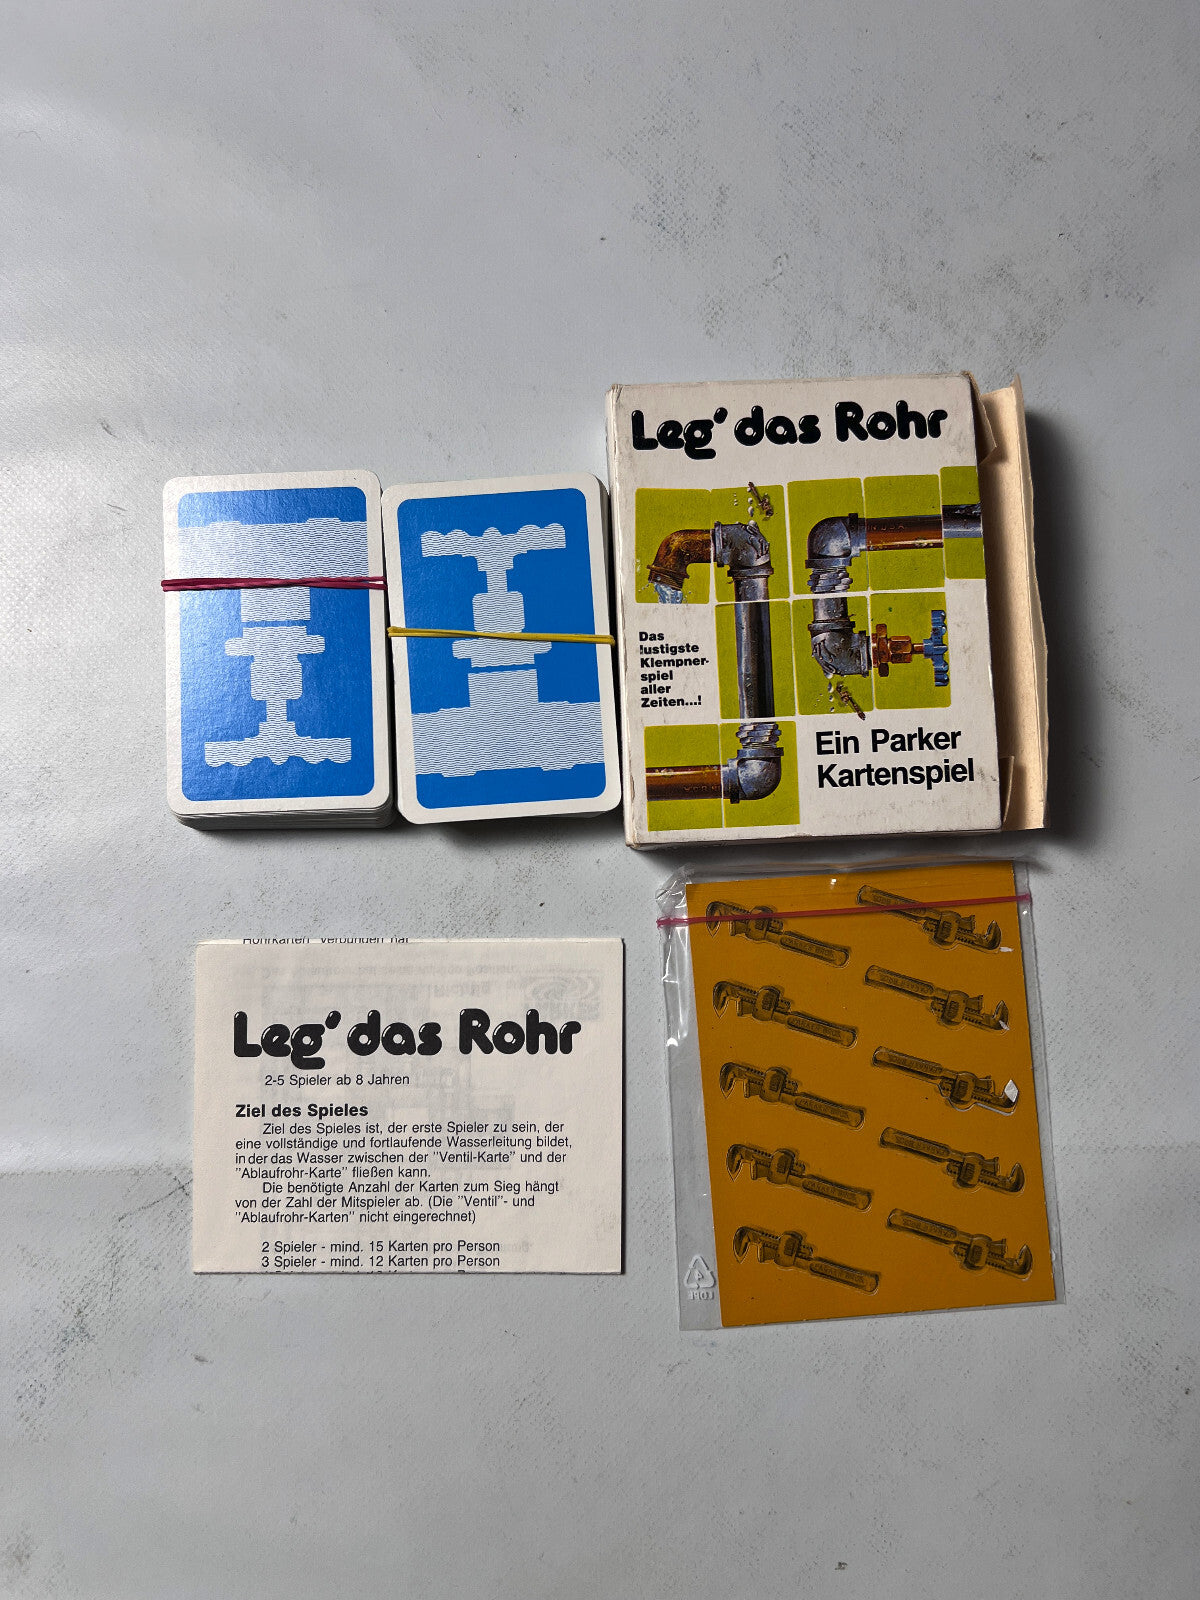 Leg' das Rohr
Das
lustigste
Klempner-
spiel
aller
Zeiten...!
Ein Parker
Kartenspiel
Rohrkarten verbunden hat
Leg' das Rohr
2-5 Spieler ab 8 Jahren
Ziel des Spieles
Ziel des Spieles ist, der erste Spieler zu sein, der
eine vollständige und fortlaufende Wasserleitung bildet,
in der das Wasser zwischen der "Ventil-Karte" und der
"Ablaufrohr-Karte" fließen kann.
Die benötigte Anzahl der Karten zum Sieg hängt
von der Zahl der Mitspieler ab. (Die "Ventil"- und
"Ablaufrohr-Karten" nicht eingerechnet)
2 Spieler - mind. 15 Karten pro Person
3 Spieler - mind. 12 Karten pro Person